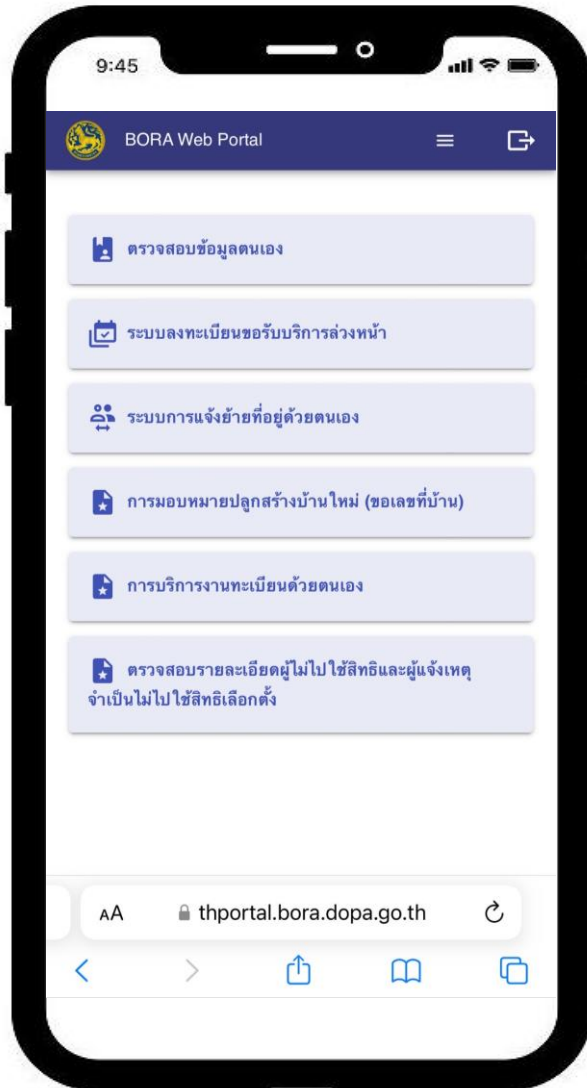 9:45
BORA Web Portal
ตรวจสอบข้อมูลตนเอง
ระบบลงทะเบียนขอรับบริการล่วงหน้า
ระบบการแจ้งย้ายที่อยู่ด้วยตนเอง
การมอบหมายปลูกสร้างบ้านใหม่ (ขอเลขที่บ้าน)
การบริการงานทะเบียนด้วยตนเอง
ตรวจสอบรายละเอียดผู้ไม่ไปใช้สิทธิและผู้แจ้งเหตุ
จำเป็นไม่ไปใช้สิทธิเลือกตั้ง
AA thportal.bora.dopa.go.th